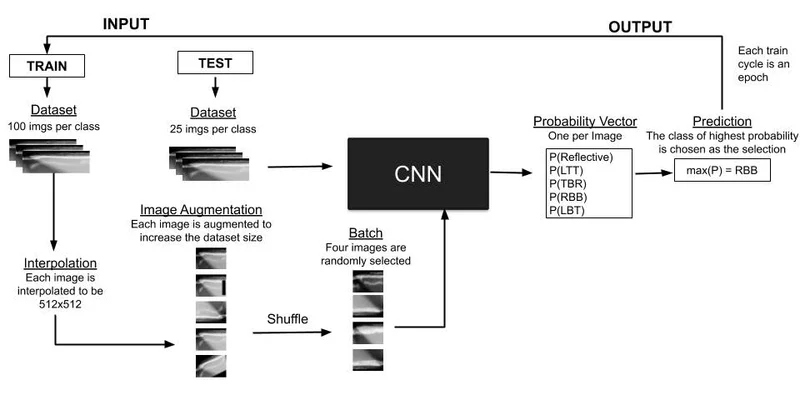 INPUT
OUTPUT
TRAIN
TEST
Each train
cycle is an
epoch
Dataset
100 imgs per class
Dataset
25 imgs per class
CNN
Probability Vector
One per Image
P(Reflective)
P(LTT)
P(TBR)
P(RBB)
P(LBT)
Prediction
The class of highest probability
is chosen as the selection
max(P) = RBB
Image Augmentation
Each image is augmented to
increase the dataset size
Batch
Four images are
randomly selected
Interpolation
Each image is
interpolated to be
512x512
Shuffle